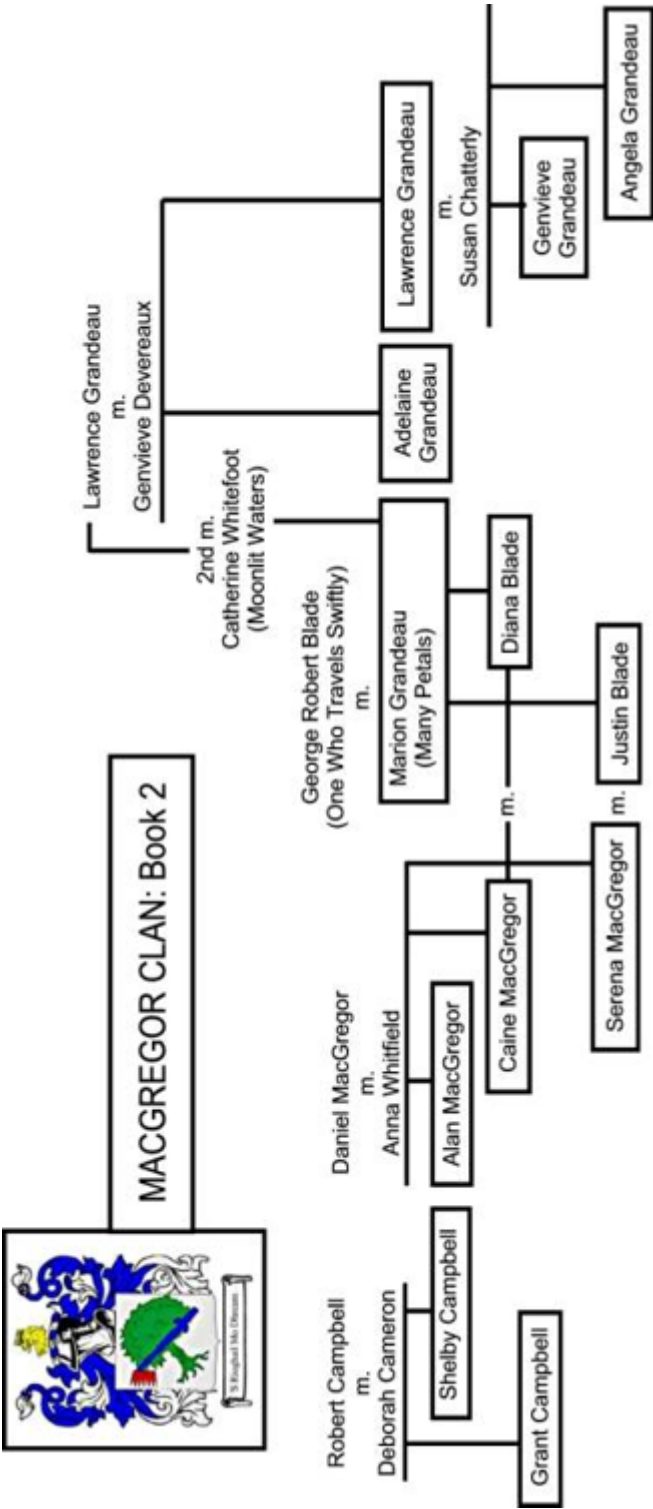 MACGREGOR CLAN: Book 2
Lawrence Grandeau
m.
Genvieve Devereaux
2nd m.
Catherine Whitefoot
(Moonlit Waters)
George Robert Blade
(One Who Travels Swiftly)
m.
Marion Grandeau
(Many Petals)
Adelaine
Grandeau
Lawrence Grandeau
m.
Susan Chatterly
Genvieve
Grandeau
Angela Grandeau
Robert Campbell
m.
Deborah Cameron
Shelby Campbell
Grant Campbell
Daniel MacGregor
m.
Anna Whitfield
Alan MacGregor
Caine MacGregor
m.
Diana Blade
Serena MacGregor
m.
Justin Blade